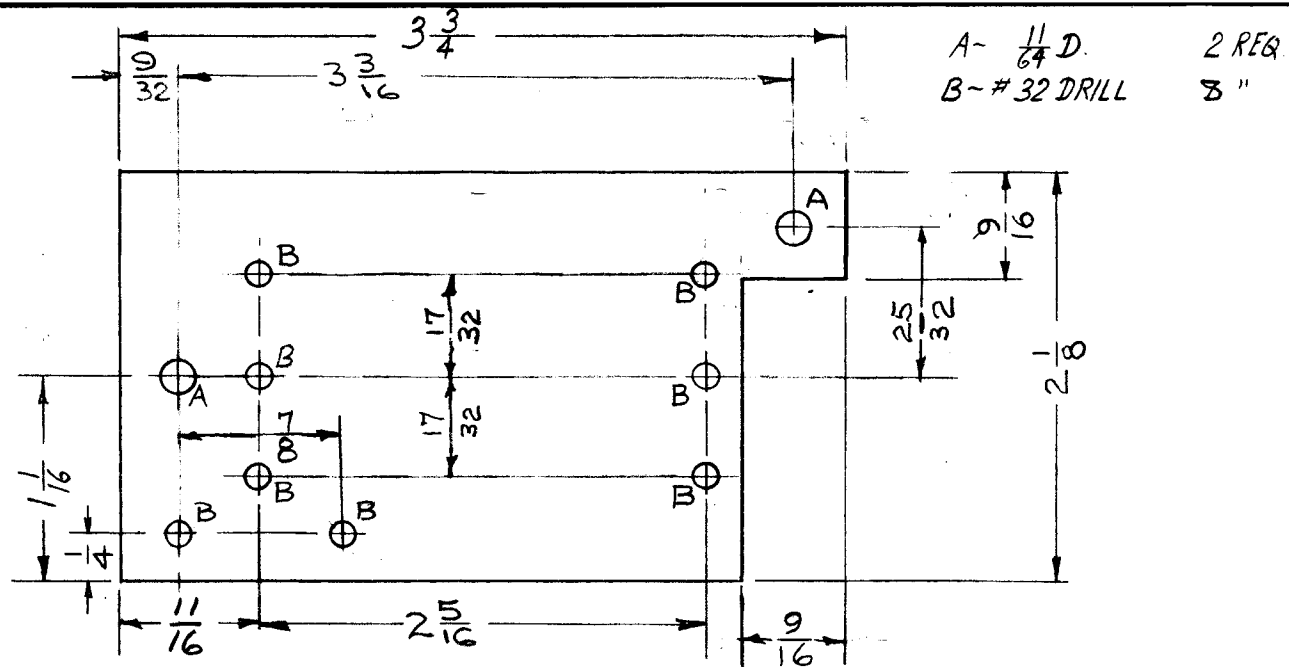 3 3/4
A~ 11/64 D. 2 REQ
9/32
3 3/16
B~ # 32 DRILL 8 "
A
9/16
B
B
17/32
25/32
2 1/8
B
A
B
7/8
17/32
1 1/16
B
B
B
B
1/4
11/16
2 5/16
9/16